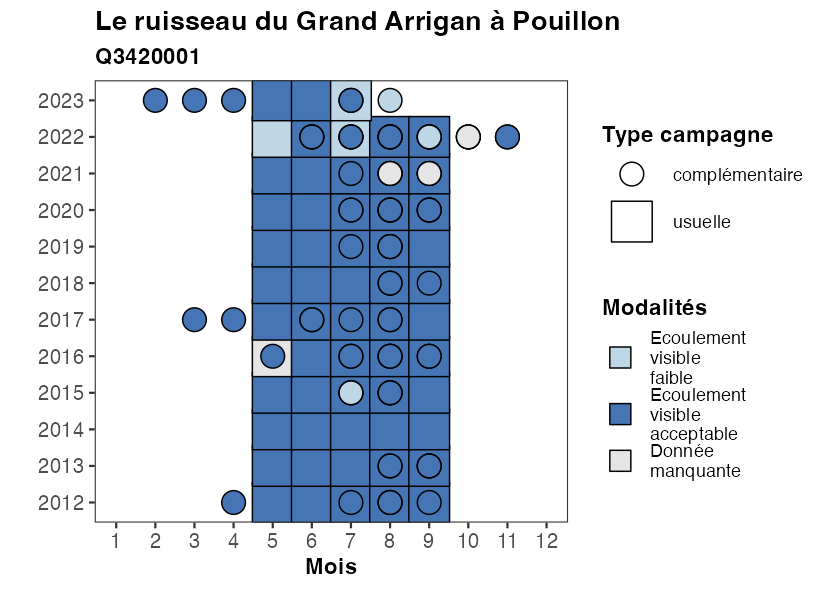 Le ruisseau du Grand Arrigan à Pouillon
Q3420001
2023
2022
2021
2020
2019
2018
2017
2016
2015
2014
2013
2012
1 2 3 4 5 6 7 8 9 10 11 12
Mois
Type campagne
complémentaire
usuelle
Modalités
Ecoulement
visible
faible
Ecoulement
visible
acceptable
Donnée
manquante